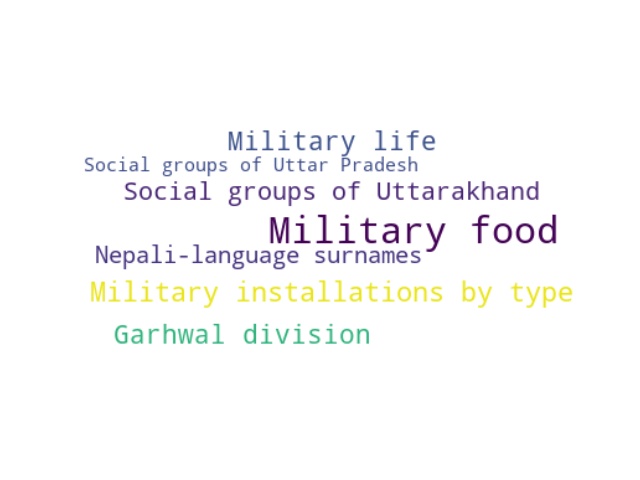 Military life
Social groups of Uttar Pradesh
Social groups of Uttarakhand
Military food
Nepali-language surnames
Military installations by type
Garhwal division